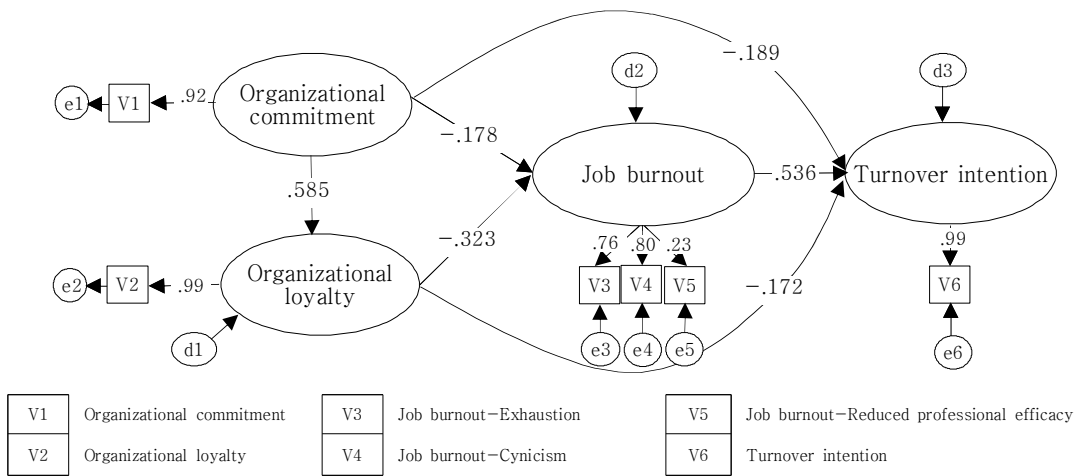 -.189
d2
d3
e1
V1
.92
Organizational
commitment
-.178
Job burnout
.536
Turnover intention
.585
-.323
.76
.80
.23
.99
e2
V2
.99
Organizational
loyalty
V3
V4
V5
-.172
V6
d1
e3
e4
e5
e6
V1 Organizational commitment V3 Job burnout-Exhaustion V5 Job burnout-Reduced professional efficacy
V2 Organizational loyalty V4 Job burnout-Cynicism V6 Turnover intention